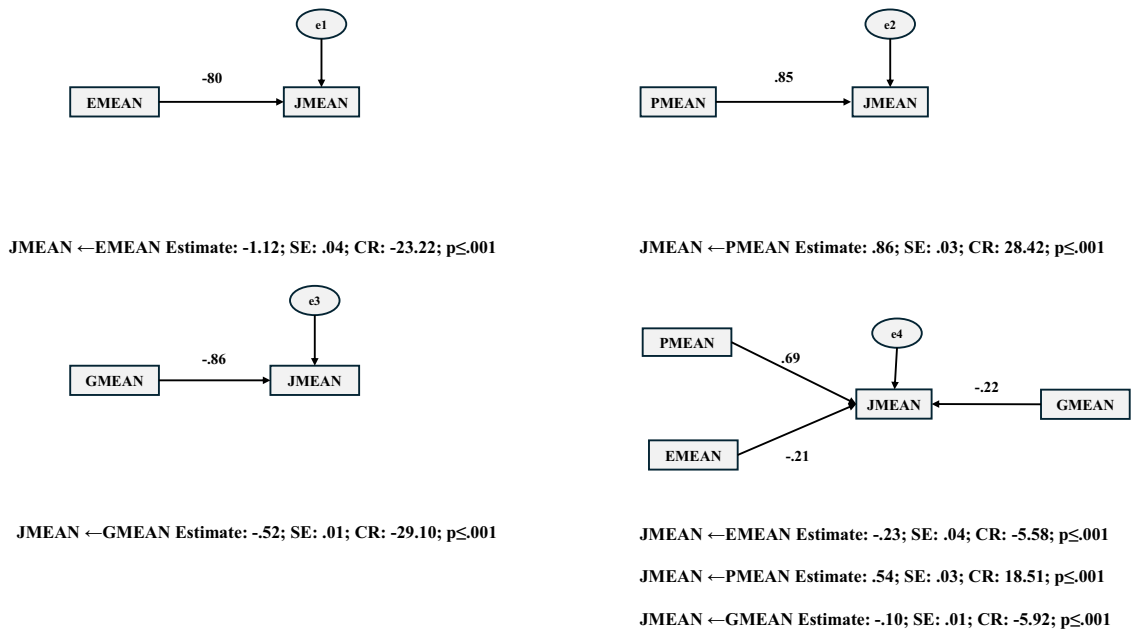 e1
-80
EMEAN
JMEAN
JMEAN ←EMEAN Estimate: -1.12; SE: .04; CR: -23.22; p≤.001
e2
.85
PMEAN
JMEAN
JMEAN ←PMEAN Estimate: .86; SE: .03; CR: 28.42; p≤.001
e3
-.86
GMEAN
JMEAN
JMEAN ←GMEAN Estimate: -.52; SE: .01; CR: -29.10; p≤.001
e4
PMEAN
.69
JMEAN
-.22
GMEAN
EMEAN
-.21
JMEAN ←EMEAN Estimate: -.23; SE: .04; CR: -5.58; p≤.001
JMEAN ←PMEAN Estimate: .54; SE: .03; CR: 18.51; p≤.001
JMEAN ←GMEAN Estimate: -.10; SE: .01; CR: -5.92; p≤.001